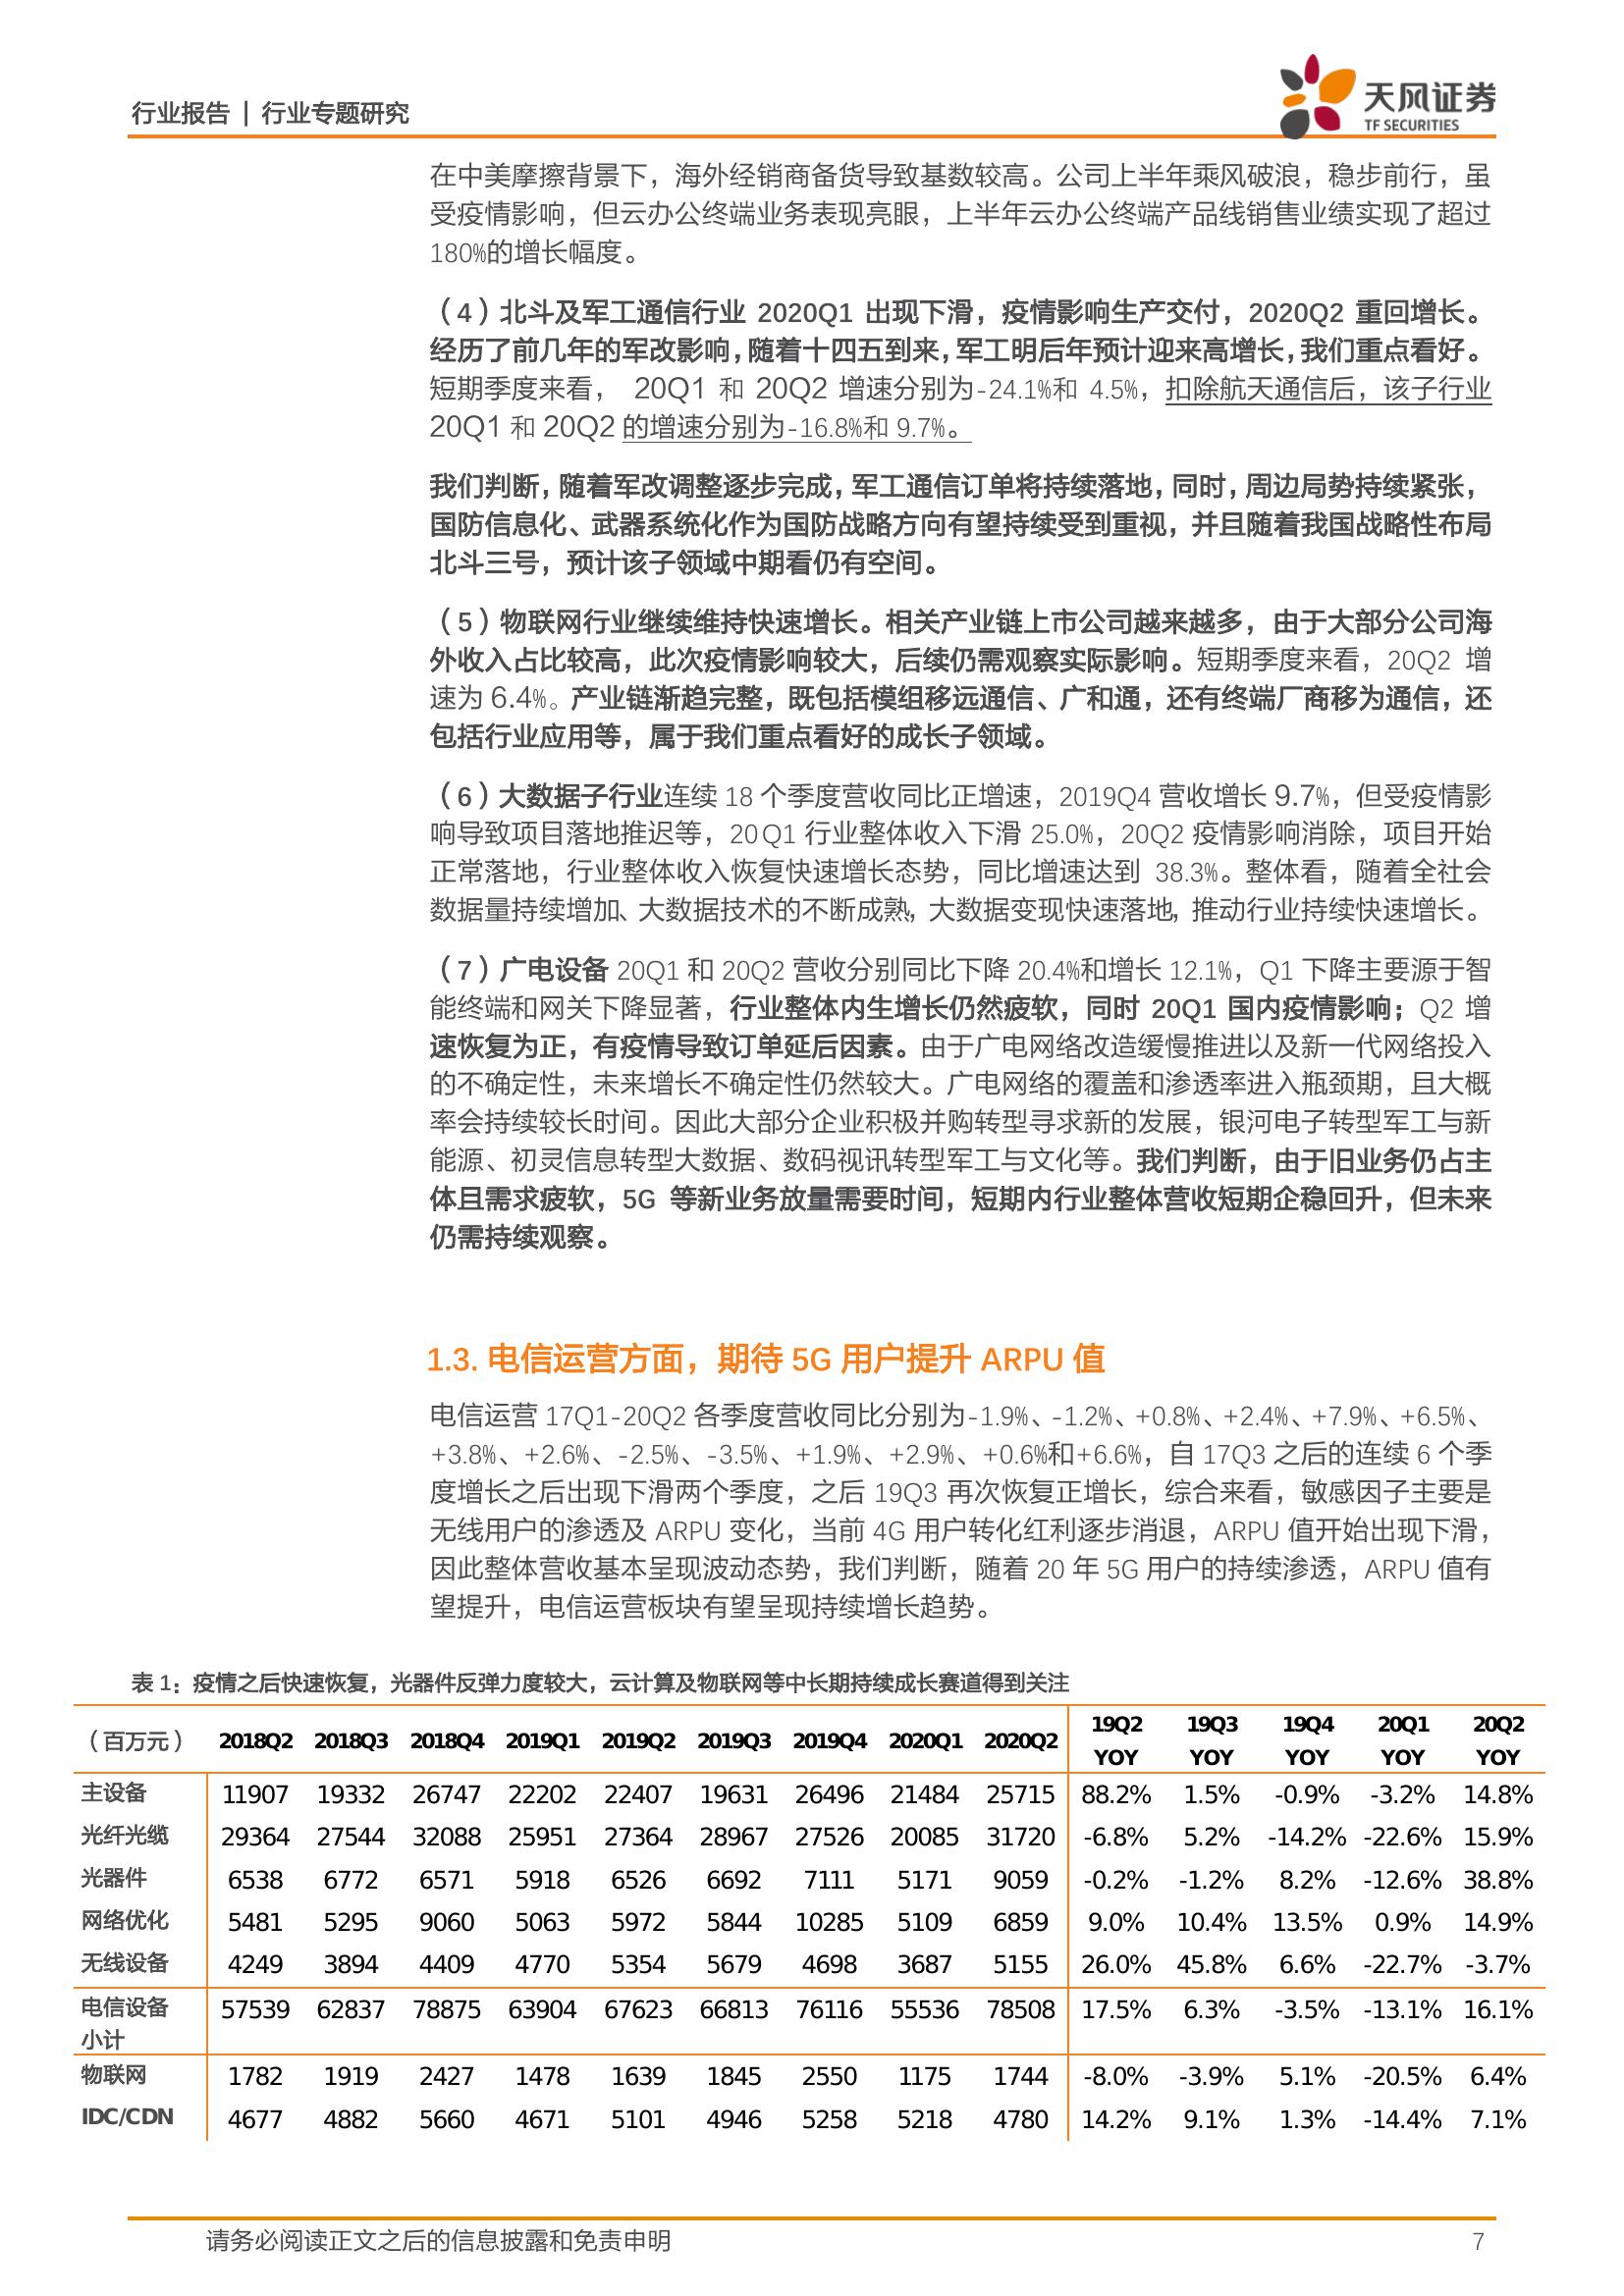 行业报告 | 行业专题研究
天风证券
TF SECURITIES
在中美摩擦背景下，海外经销商备货导致基数较高。公司上半年乘风破浪，稳步前行，虽
受疫情影响，但云办公终端业务表现亮眼，上半年云办公终端产品线销售业绩实现了超过
180%的增长幅度。
（4）北斗及军工通信行业 2020Q1 出现下滑，疫情影响生产交付，2020Q2 重回增长。
经历了前几年的军改影响，随着十四五到来，军工明后年预计迎来高增长，我们重点看好。
短期季度来看， 20Q1 和 20Q2 增速分别为-24.1%和 4.5%，扣除航天通信后，该子行业
20Q1 和 20Q2 的增速分别为-16.8%和 9.7%。
我们判断，随着军改调整逐步完成，军工通信订单将持续落地，同时，周边局势持续紧张，
国防信息化、武器系统化作为国防战略方向有望持续受到重视，并且随着我国战略性布局
北斗三号，预计该子领域中期看仍有空间。
（5）物联网行业继续维持快速增长。相关产业链上市公司越来越多，由于大部分公司海
外收入占比较高，此次疫情影响较大，后续仍需观察实际影响。短期季度来看，20Q2 增
速为 6.4%。产业链渐趋完整，既包括模组移远通信、广和通，还有终端厂商移为通信，还
包括行业应用等，属于我们重点看好的成长子领域。
（6）大数据子行业连续 18 个季度营收同比正增速，2019Q4 营收增长 9.7%，但受疫情影
响导致项目落地推迟等，20Q1 行业整体收入下滑 25.0%，20Q2 疫情影响消除，项目开始
正常落地，行业整体收入恢复快速增长态势，同比增速达到 38.3%。整体看，随着全社会
数据量持续增加、大数据技术的不断成熟，大数据变现快速落地，推动行业持续快速增长。
（7）广电设备 20Q1 和 20Q2 营收分别同比下降 20.4%和增长 12.1%，Q1 下降主要源于智
能终端和网关下降显著，行业整体内生增长仍然疲软，同时 20Q1 国内疫情影响；Q2 增
速恢复为正，有疫情导致订单延后因素。由于广电网络改造缓慢推进以及新一代网络投入
的不确定性，未来增长不确定性仍然较大。广电网络的覆盖和渗透率进入瓶颈期，且大概
率会持续较长时间。因此大部分企业积极并购转型寻求新的发展，银河电子转型军工与新
能源、初灵信息转型大数据、数码视讯转型军工与文化等。我们判断，由于旧业务仍占主
体且需求疲软，5G 等新业务放量需要时间，短期内行业整体营收短期企稳回升，但未来
仍需持续观察。
1.3. 电信运营方面，期待 5G 用户提升 ARPU 值
电信运营 17Q1-20Q2 各季度营收同比分别为-1.9%、-1.2%、+0.8%、+2.4%、+7.9%、+6.5%、
+3.8%、+2.6%、-2.5%、-3.5%、+1.9%、+2.9%、+0.6%和+6.6%，自 17Q3 之后的连续 6 个季
度增长之后出现下滑两个季度，之后 19Q3 再次恢复正增长，综合来看，敏感因子主要是
无线用户的渗透及 ARPU 变化，当前 4G 用户转化红利逐步消退，ARPU 值开始出现下滑，
因此整体营收基本呈现波动态势，我们判断，随着 20 年 5G 用户的持续渗透，ARPU 值有
望提升，电信运营板块有望呈现持续增长趋势。
表 1：疫情之后快速恢复，光器件反弹力度较大，云计算及物联网等中长期持续成长赛道得到关注
（百万元） 2018Q2 2018Q3 2018Q4 2019Q1 2019Q2 2019Q3 2019Q4 2020Q1 2020Q2 19Q2 19Q3 19Q4 20Q1 20Q2
YOY YOY YOY YOY YOY
主设备 11907 19332 26747 22202 22407 19631 26496 21484 25715 88.2% 1.5% -0.9% -3.2% 14.8%
光纤光缆 29364 27544 32088 25951 27364 28967 27526 20085 31720 -6.8% 5.2% -14.2% -22.6% 15.9%
光器件 6538 6772 6571 5918 6526 6692 7111 5171 9059 -0.2% -1.2% 8.2% -12.6% 38.8%
网络优化 5481 5295 9060 5063 5972 5844 10285 5109 6859 9.0% 10.4% 13.5% 0.9% 14.9%
无线设备 4249 3894 4409 4770 5354 5679 4698 3687 5155 26.0% 45.8% 6.6% -22.7% -3.7%
电信设备 57539 62837 78875 63904 67623 66813 76116 55536 78508 17.5% 6.3% -3.5% -13.1% 16.1%
小计
物联网 1782 1919 2427 1478 1639 1845 2550 1175 1744 -8.0% -3.9% 5.1% -20.5% 6.4%
IDC/CDN 4677 4882 5660 4671 5101 4946 5258 5218 4780 14.2% 9.1% 1.3% -14.4% 7.1%
请务必阅读正文之后的信息披露和免责申明 7